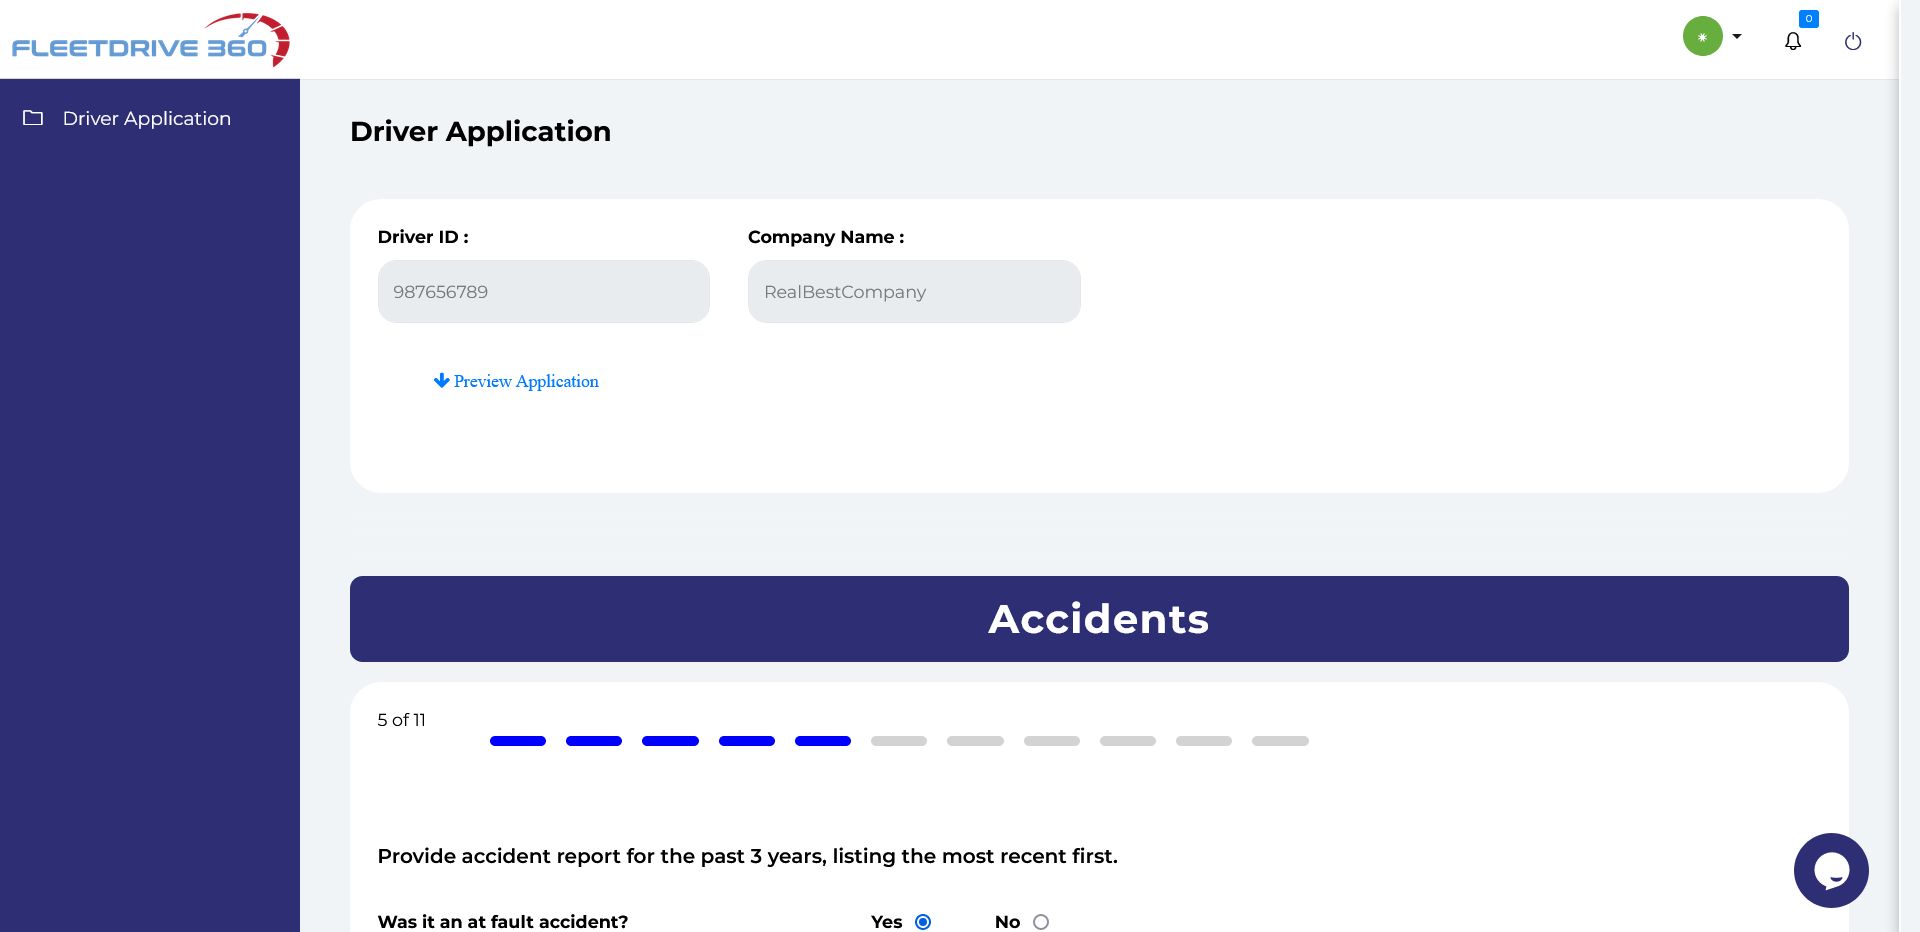 FLEETDRIVE 360
0
Driver Application
Driver Application
Driver ID :
Company Name :
987656789
RealBestCompany
Preview Application
Accidents
5 of 11
Provide accident report for the past 3 years, listing the most recent first.
Was it an at fault accident? Yes No